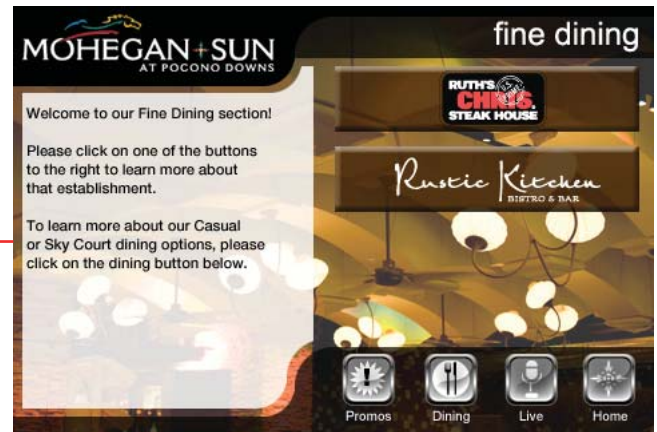 MOHEGAN SUN
AT POCONO DOWNS
fine dining
Welcome to our Fine Dining section!
Please click on one of the buttons
to the right to learn more about
that establishment.
To learn more about our Casual
or Sky Court dining options, please
click on the dining button below.
RUTH'S
CHRIS
STEAK HOUSE
Rustic Kitchen
BISTRO & BAR
Promos
Dining
Live
Home